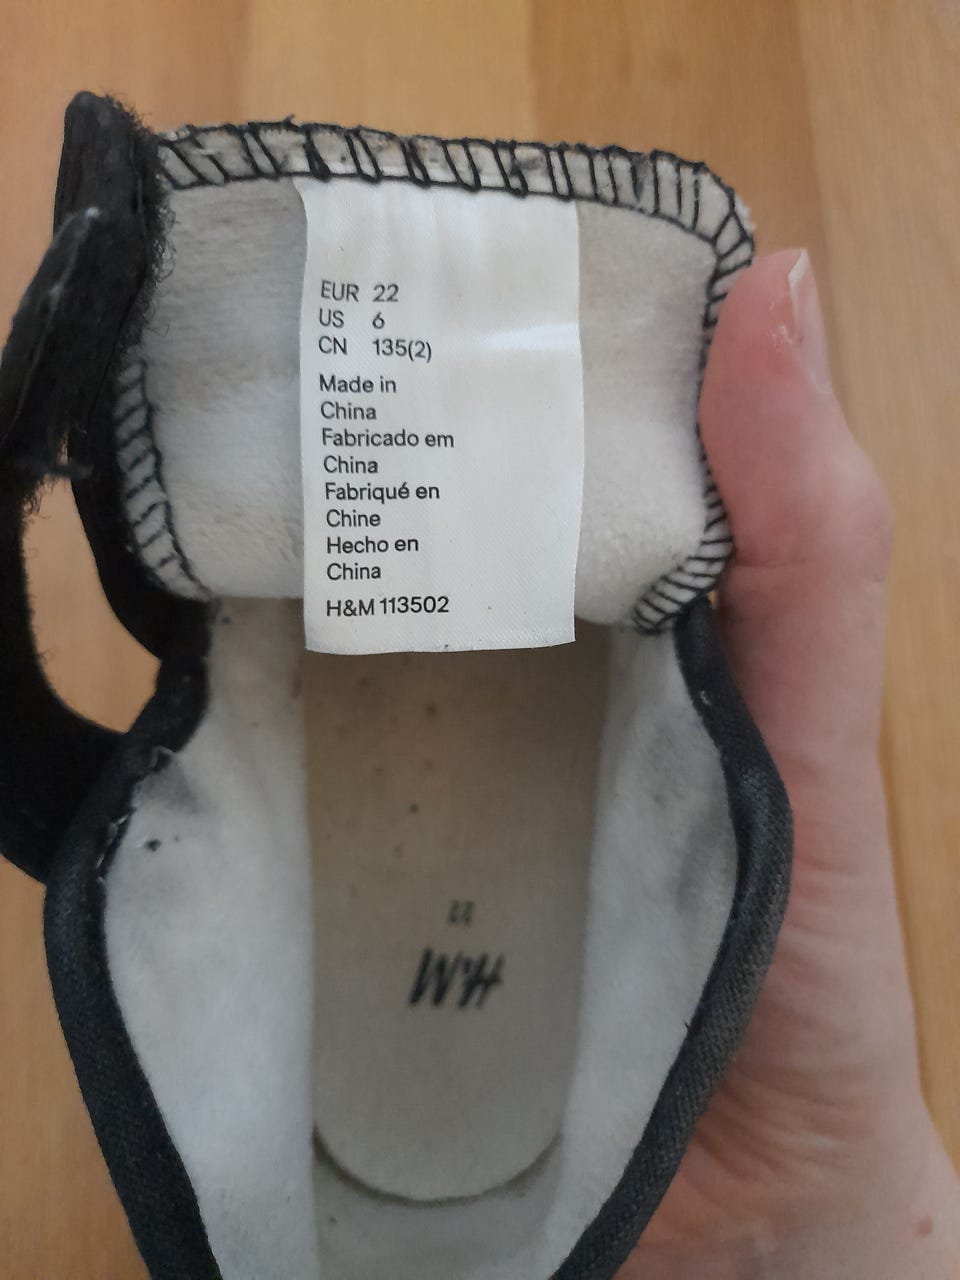 EUR 22
US 6
CN 135(2)
Made in
China
Fabricado em
China
Fabriqué en
Chine
Hecho en
China
H&M 113502
22
H&M